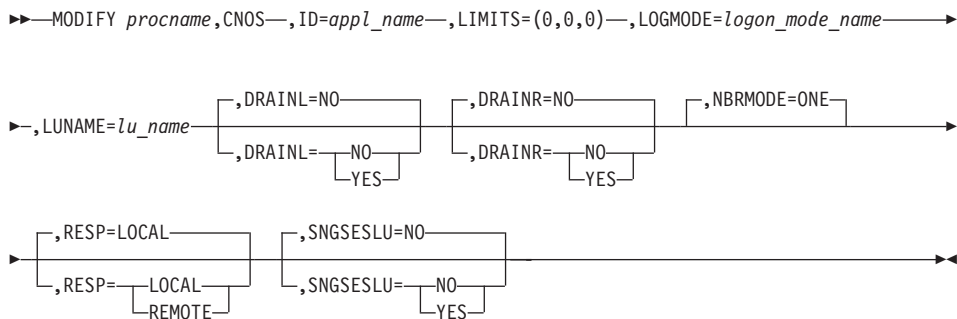 MODIFY procname,CNOS ,ID=appl_name ,LIMITS=(0,0,0) ,LOGMODE=logon_mode_name
,DRAINL=NO ,DRAINR=NO ,NBRMODE=ONE
,LUNAME=lu_name
,DRAINL= NO ,DRAINR= NO
YES YES
,RESP=LOCAL ,SNGSESLU=NO
,RESP= LOCAL ,SNGSESLU= NO
REMOTE YES